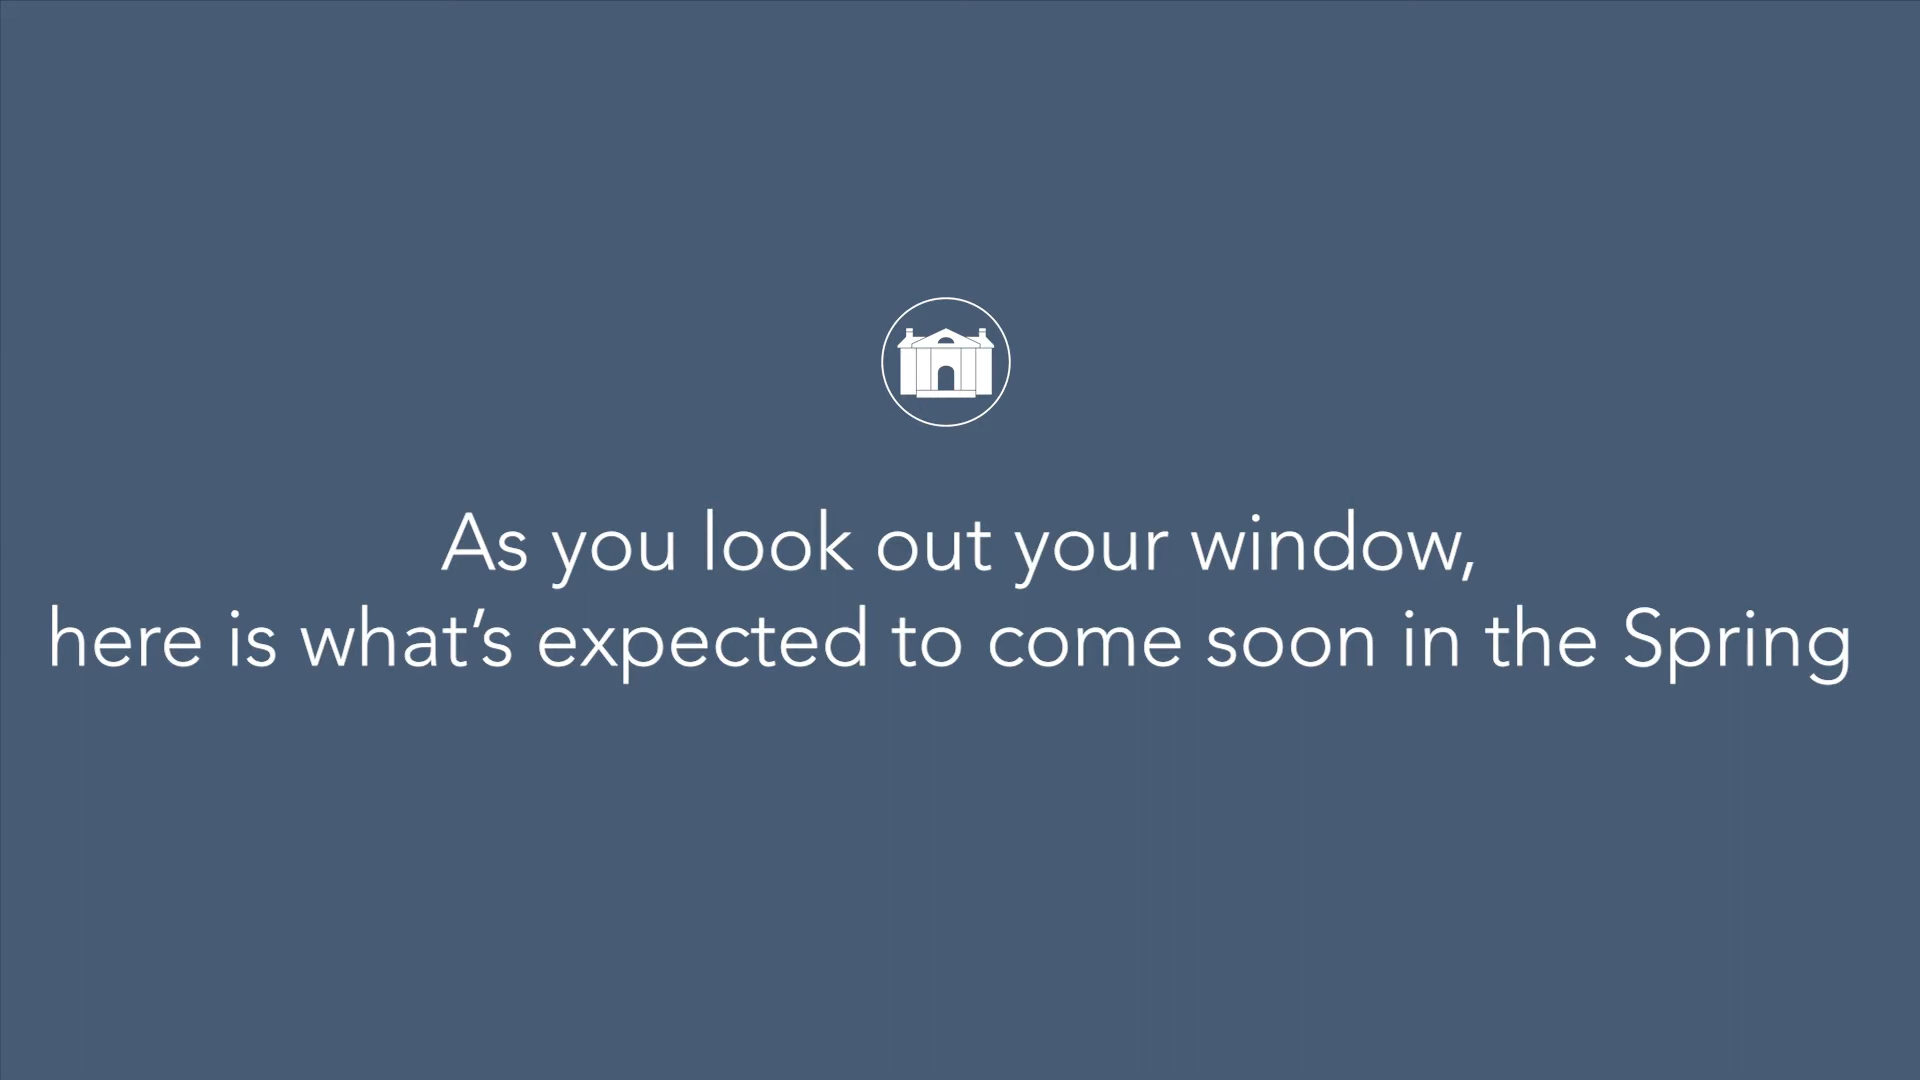 As you look out your window,
here is what’s expected to come soon in the Spring